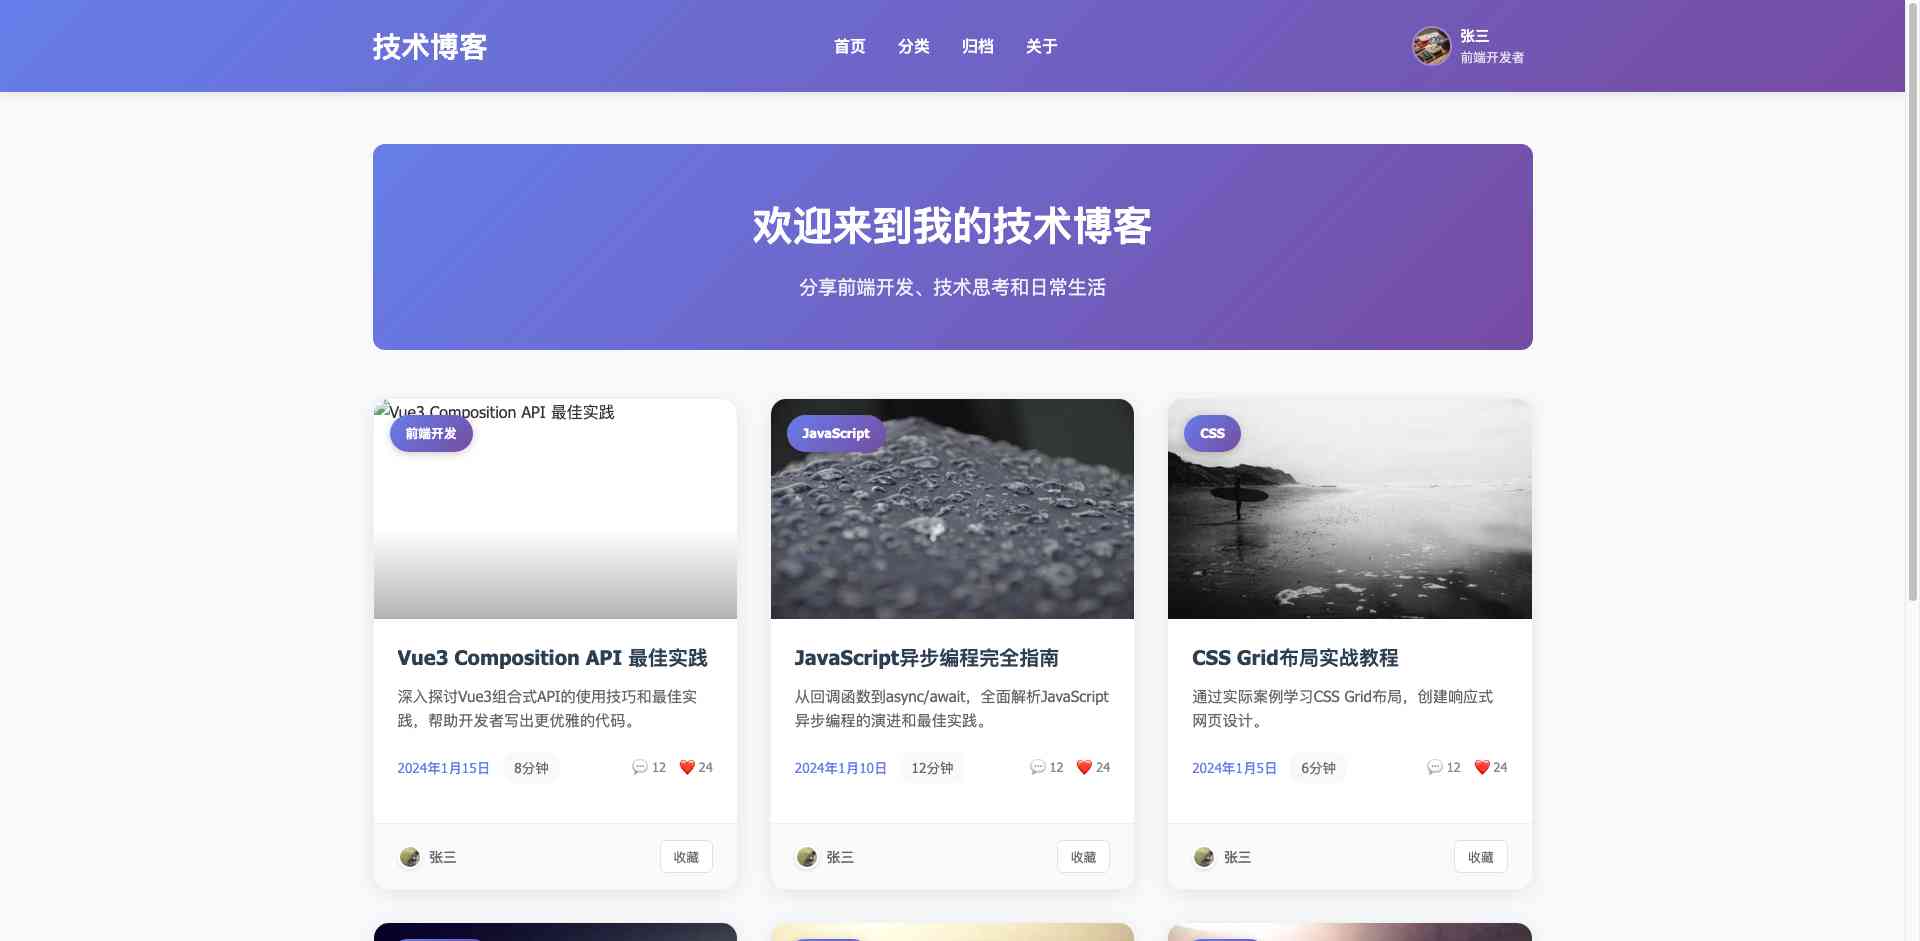 技术博客
首页
分类
归档
关于
张三
前端开发者
欢迎来到我的技术博客
分享前端开发、技术思考和日常生活
Vue3 Composition API 最佳实践
前端开发
JavaScript
CSS
Vue3 Composition API 最佳实践
深入探讨Vue3组合式API的使用技巧和最佳实
践，帮助开发者写出更优雅的代码。
2024年1月15日
8分钟
12
24
张三
收藏
JavaScript异步编程完全指南
从回调函数到async/await，全面解析JavaScript
异步编程的演进和最佳实践。
2024年1月10日
12分钟
12
24
张三
收藏
CSS Grid布局实战教程
通过实际案例学习CSS Grid布局，创建响应式
网页设计。
2024年1月5日
6分钟
12
24
张三
收藏